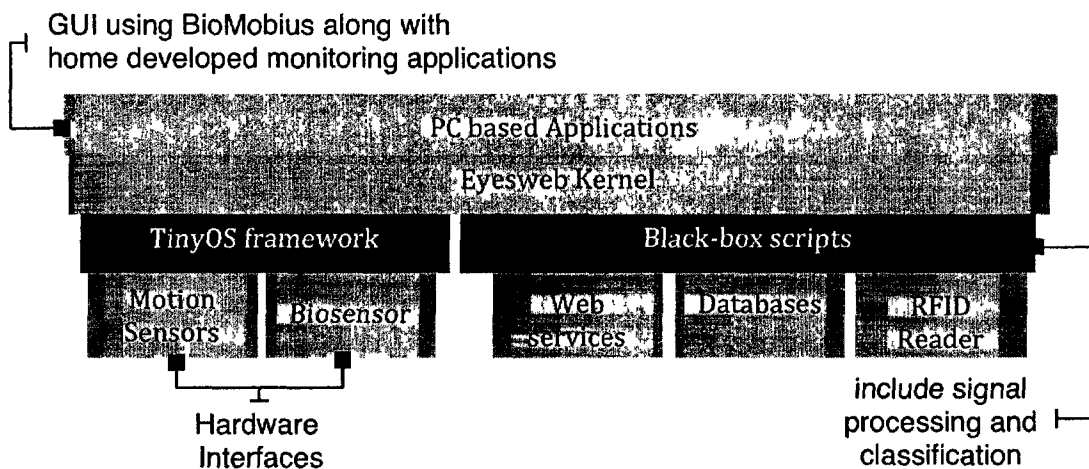 GUI using BioMobius along with
home developed monitoring applications
PC based Applications
Eyesweb Kernel
TinyOS framework
Black-box scripts
Motion
Sensors
Biosensor
Web
services
Databases
RFID
Reader
Hardware
Interfaces
include signal
processing and
classification